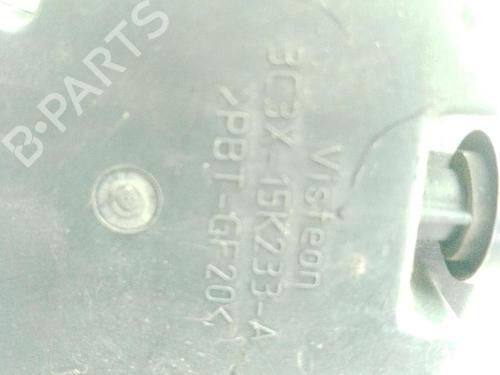 B-PARTS
Visteon
3C3X-15K233-A
>PBT-GF20<